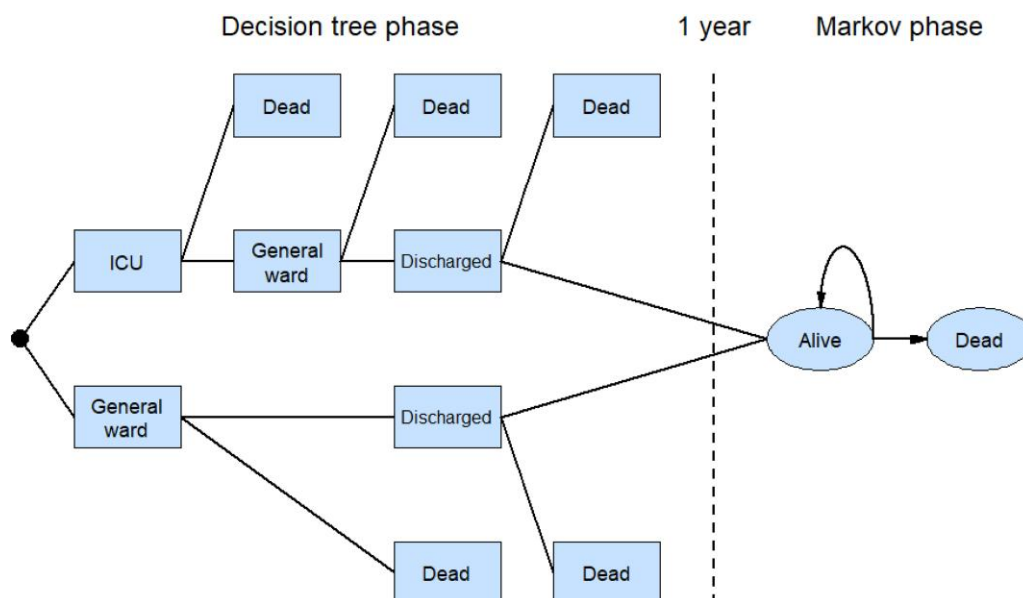 Decision tree phase 1 year Markov phase
Dead Dead Dead
ICU
General
ward
Discharged
Alive Dead
General
ward
Discharged
Dead Dead